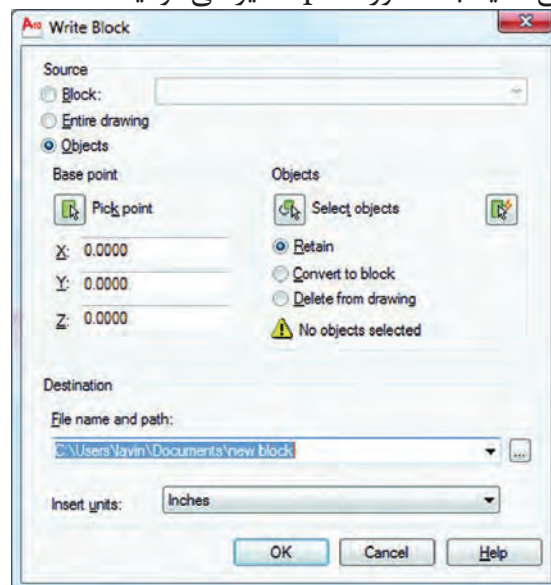 Write Block
Source
Block:
Entire drawing
Objects
Base point
Objects
Pick point
Select objects
X: 0.0000
Retain
Y: 0.0000
Convert to block
Delete from drawing
Z: 0.0000
No objects selected
Destination
File name and path:
C:\Users\lavin\Documents\new block
...
Insert units: Inches
OK Cancel Help